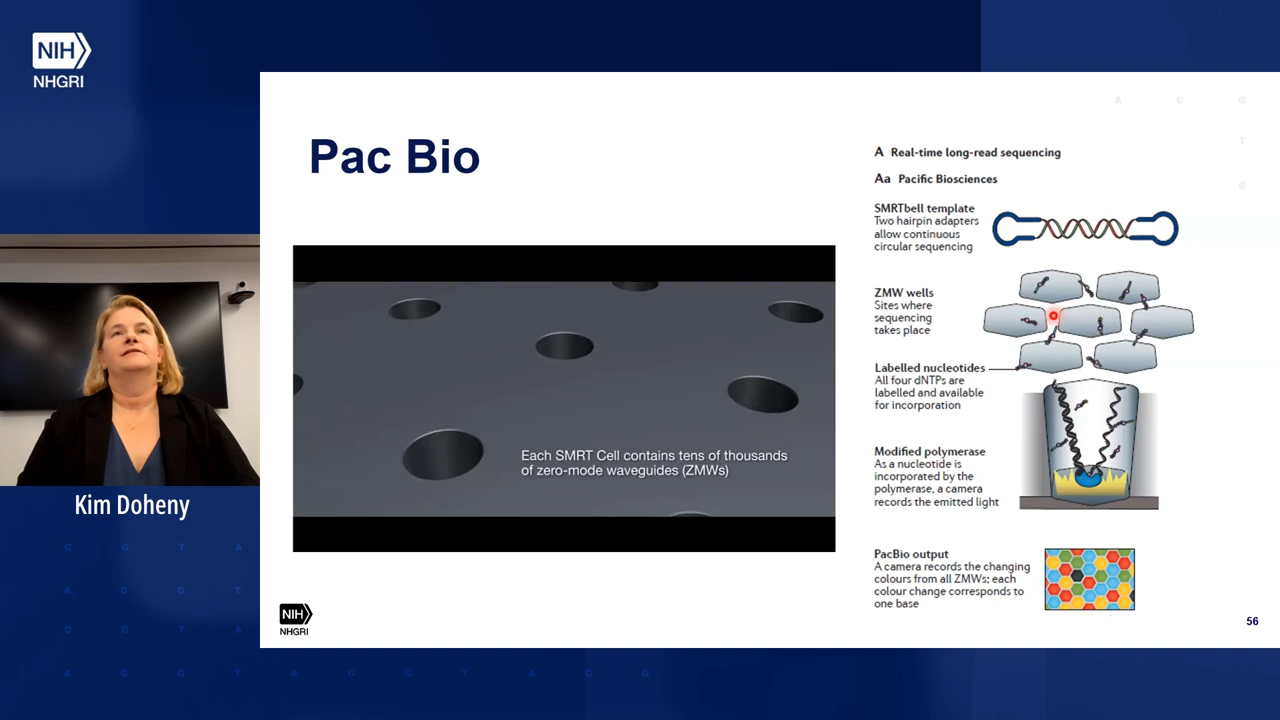 NIH
NHGRI
Pac Bio
A Real-time long-read sequencing
Aa Pacific Biosciences
SMRTbell template
Two hairpin adapters
allow continuous
circular sequencing
ZMW wells
Sites where
sequencing
takes place
Labelled nucleotides
All four dNTPs are
labelled and available
for incorporation
Modified polymerase
As a nucleotide is
incorporated by the
polymerase, a camera
records the emitted light
PacBio output
A camera records the changing
colours from all ZMWs; each
colour change corresponds to
one base
Each SMRT Cell contains tens of thousands
of zero-mode waveguides (ZMWs)
Kim Doheny
NIH
NHGRI
56
A C G
T
G
C G T A
A C G T
C G T A
A C G T A C G T A C G